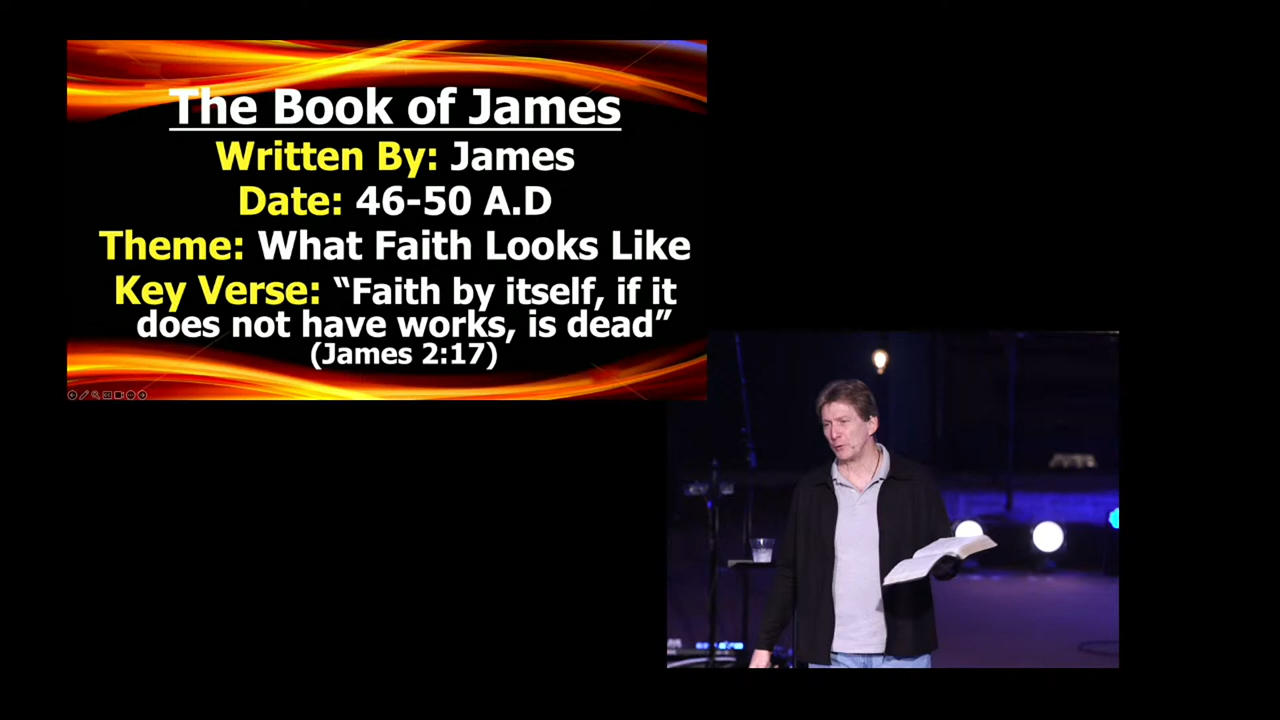 The Book of James
Written By: James
Date: 46-50 A.D
Theme: What Faith Looks Like
Key Verse: “Faith by itself, if it
does not have works, is dead”
(James 2:17)